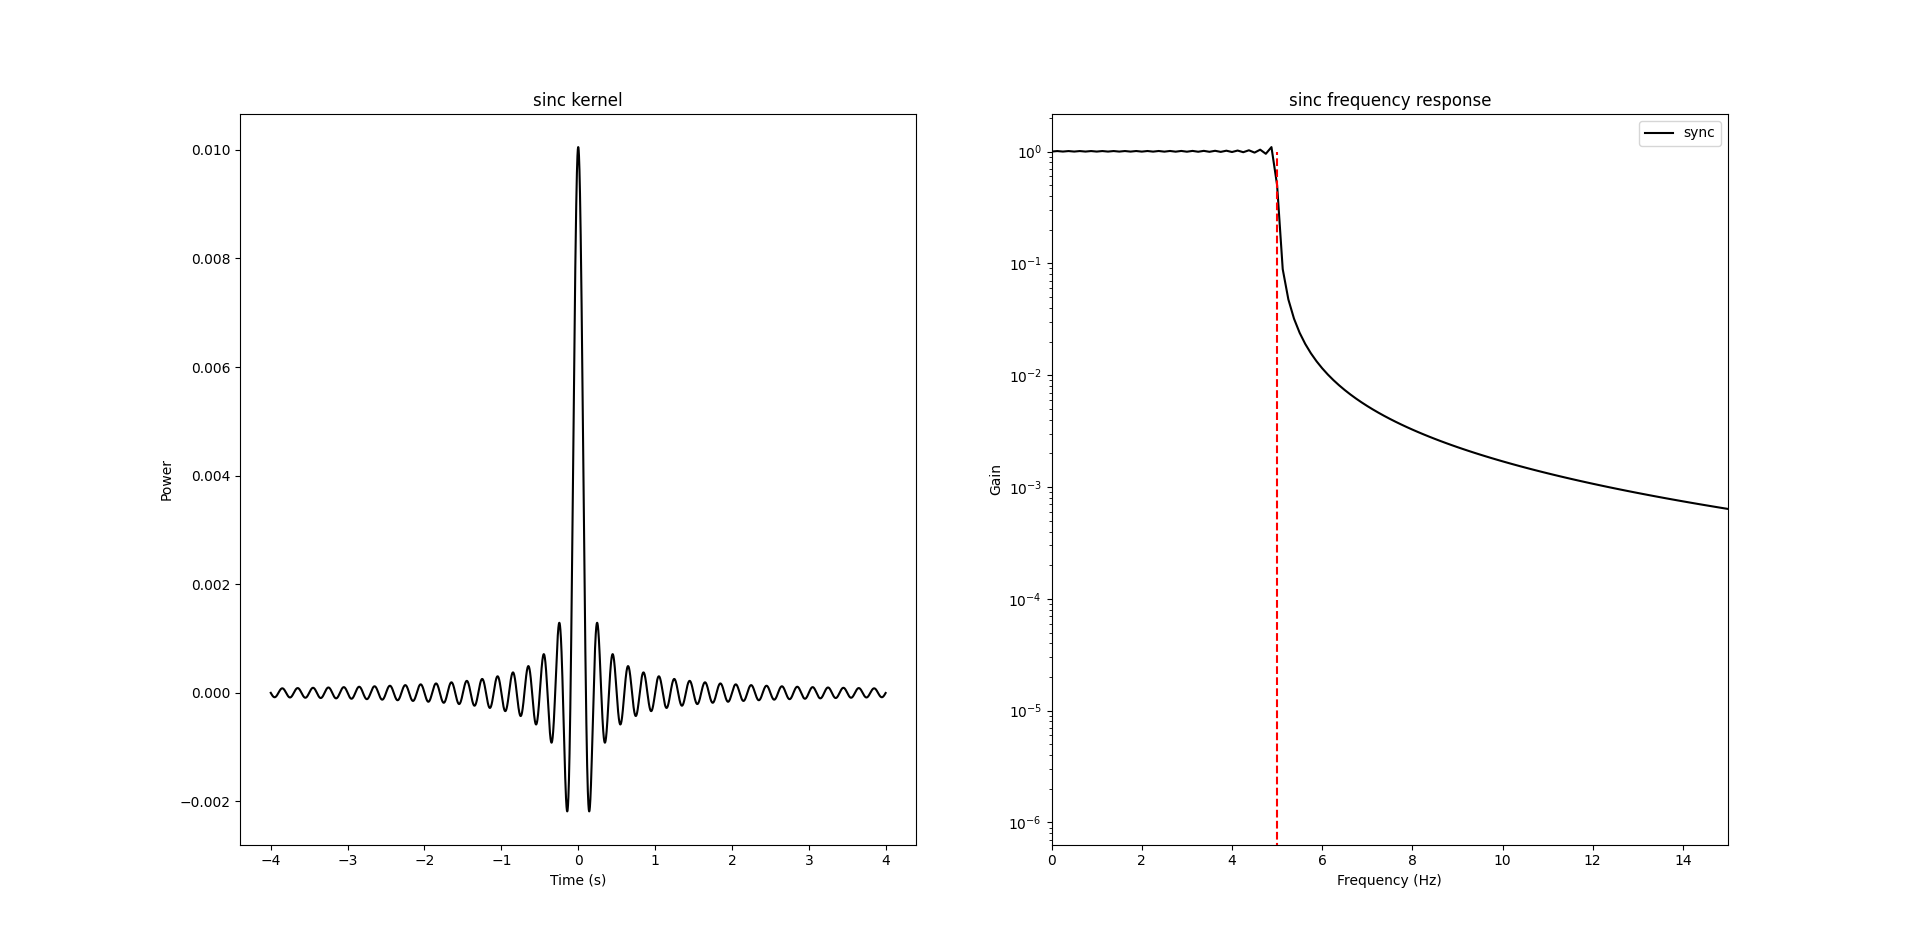 sinc kernel
0.010
0.008
0.006
0.004
0.002
0.000
−0.002
Power
−4 −3 −2 −1 0 1 2 3 4
Time (s)
sinc frequency response
sync
10⁰
10⁻¹
10⁻²
10⁻³
10⁻⁴
10⁻⁵
10⁻⁶
Gain
0 2 4 6 8 10 12 14
Frequency (Hz)